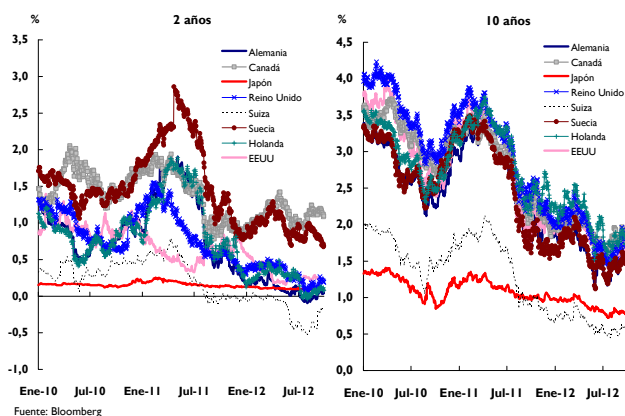 % 2 años
3,5
3,0
2,5
2,0
1,5
1,0
0,5
0,0
-0,5
-1,0
Alemania
Canadá
Japón
Reino Unido
Suiza
Suecia
Holanda
EEUU
Ene-10 Jul-10 Ene-11 Jul-11 Ene-12 Jul-12
% 10 años
4,5
4,0
3,5
3,0
2,5
2,0
1,5
1,0
0,5
0,0
Alemania
Canadá
Japón
Reino Unido
Suiza
Suecia
Holanda
EEUU
Ene-10 Jul-10 Ene-11 Jul-11 Ene-12 Jul-12
Fuente: Bloomberg